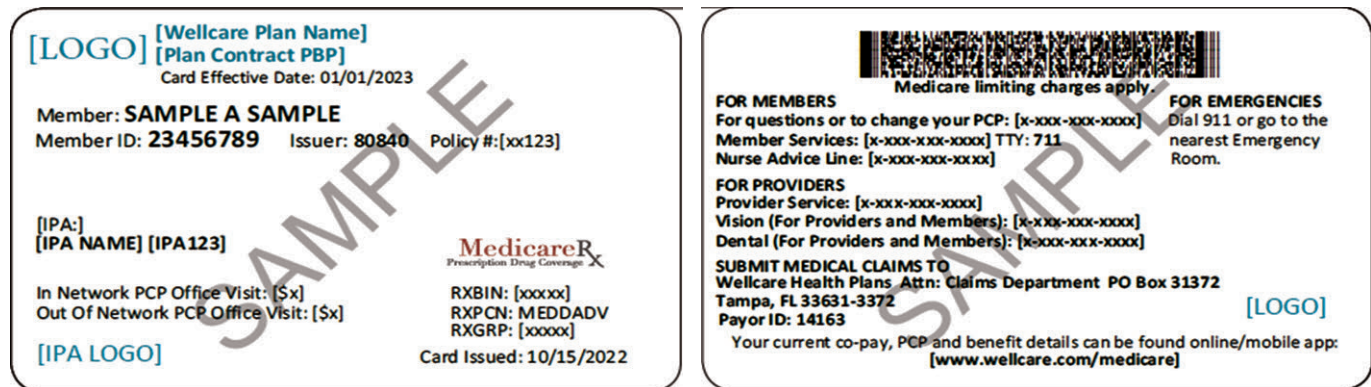 [LOGO] [Wellcare Plan Name]
[Plan Contract PBP]
Card Effective Date: 01/01/2023
Member: SAMPLE A SAMPLE
Member ID: 23456789 Issuer: 80840 Policy #:[xx123]
[IPA:]
[IPA NAME] [IPA123]
MedicareRx
Prescription Drug Coverage
In Network PCP Office Visit: [$x]
Out Of Network PCP Office Visit: [$x]
RXBIN: [xxxxx]
RXPCN: MEDDADV
RXGRP: [xxxxx]
[IPA LOGO]
Card Issued: 10/15/2022
SAMPLE
Medicare limiting charges apply.
FOR MEMBERS
For questions or to change your PCP: [x-xxx-xxx-xxxx]
Member Services: [x-xxx-xxx-xxxx] TTY: 711
Nurse Advice Line: [x-xxx-xxx-xxxx]
FOR EMERGENCIES
Dial 911 or go to the
nearest Emergency
Room.
FOR PROVIDERS
Provider Service: [x-xxx-xxx-xxxx]
Vision (For Providers and Members): [x-xxx-xxx-xxxx]
Dental (For Providers and Members): [x-xxx-xxx-xxxx]
SUBMIT MEDICAL CLAIMS TO
Wellcare Health Plans Attn: Claims Department PO Box 31372
Tampa, FL 33631-3372
Payor ID: 14163
[LOGO]
Your current co-pay, PCP and benefit details can be found online/mobile app:
[www.wellcare.com/medicare]
SAMPLE